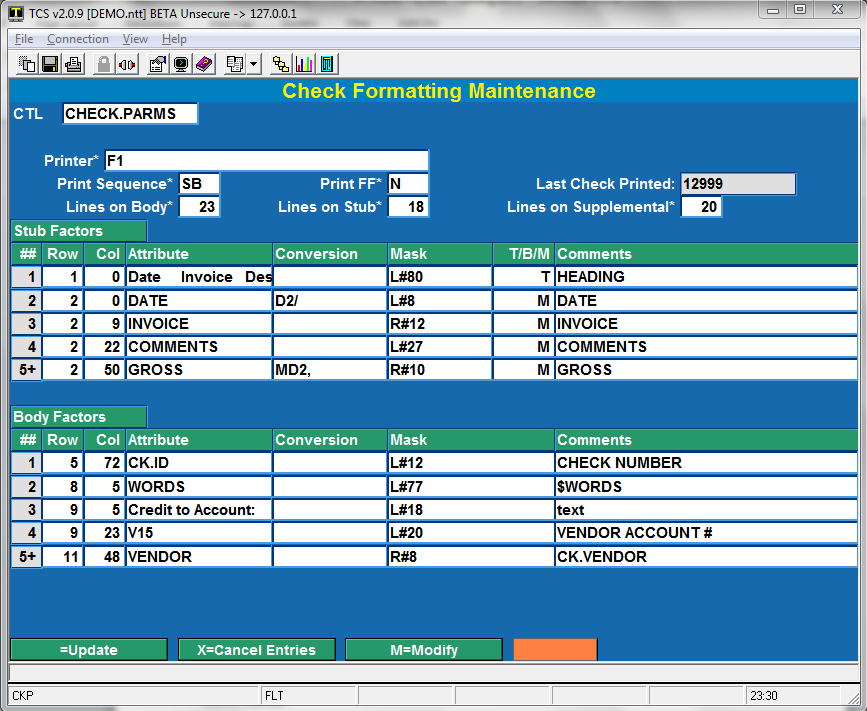 TCS v2.0.9 [DEMO.ntt] BETA Unsecure -> 127.0.0.1
File Connection View Help
Check Formatting Maintenance
CTL CHECK.PARMS
Printer* F1
Print Sequence* SB Print FF* N Last Check Printed: 12999
Lines on Body* 23 Lines on Stub* 18 Lines on Supplemental* 20
Stub Factors
## Row Col Attribute Conversion Mask T/B/M Comments
1 1 0 Date Invoice Des L#80 T HEADING
2 2 0 DATE D2/ L#8 M DATE
3 2 9 INVOICE R#12 M INVOICE
4 2 22 COMMENTS L#27 M COMMENTS
5+ 2 50 GROSS MD2, R#10 M GROSS
Body Factors
## Row Col Attribute Conversion Mask Comments
1 5 72 CK.ID L#12 CHECK NUMBER
2 8 5 WORDS L#77 $WORDS
3 9 5 Credit to Account: L#18 text
4 9 23 V15 L#20 VENDOR ACCOUNT #
5+ 11 48 VENDOR R#8 CK.VENDOR
=Update X=Cancel Entries M=Modify
CKP FLT 23:30